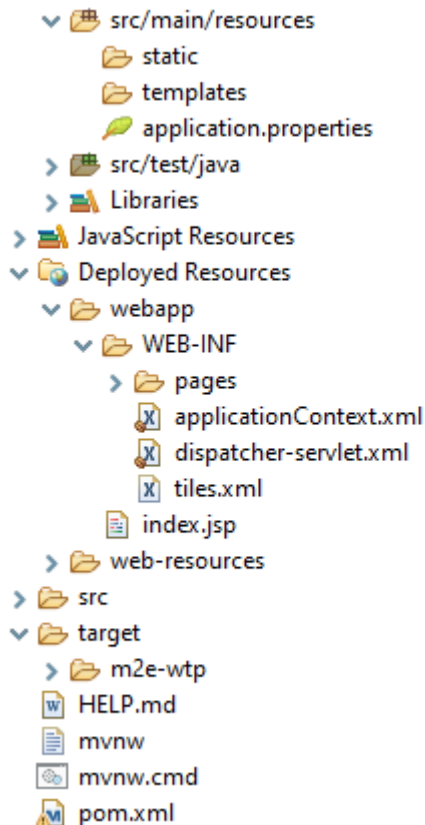 src/main/resources
static
templates
application.properties
src/test/java
Libraries
JavaScript Resources
Deployed Resources
webapp
WEB-INF
pages
applicationContext.xml
dispatcher-servlet.xml
tiles.xml
index.jsp
web-resources
src
target
m2e-wtp
HELP.md
mvnw
mvnw.cmd
pom.xml